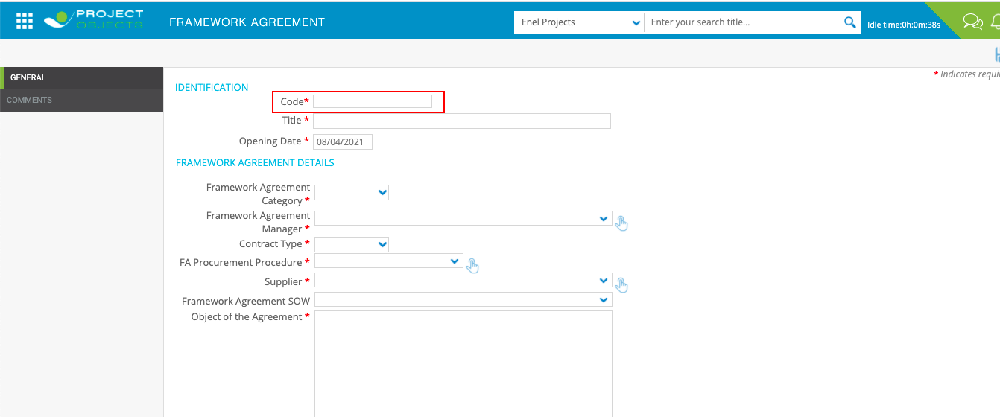 PROJECT
OBJECTS
FRAMEWORK AGREEMENT
Enel Projects
Enter your search title...
Idle time:0h:0m:38s
* Indicates requi
GENERAL
COMMENTS
IDENTIFICATION
Code*
Title *
Opening Date * 08/04/2021
FRAMEWORK AGREEMENT DETAILS
Framework Agreement
Category *
Framework Agreement
Manager *
Contract Type *
FA Procurement Procedure *
Supplier *
Framework Agreement SOW
Object of the Agreement *